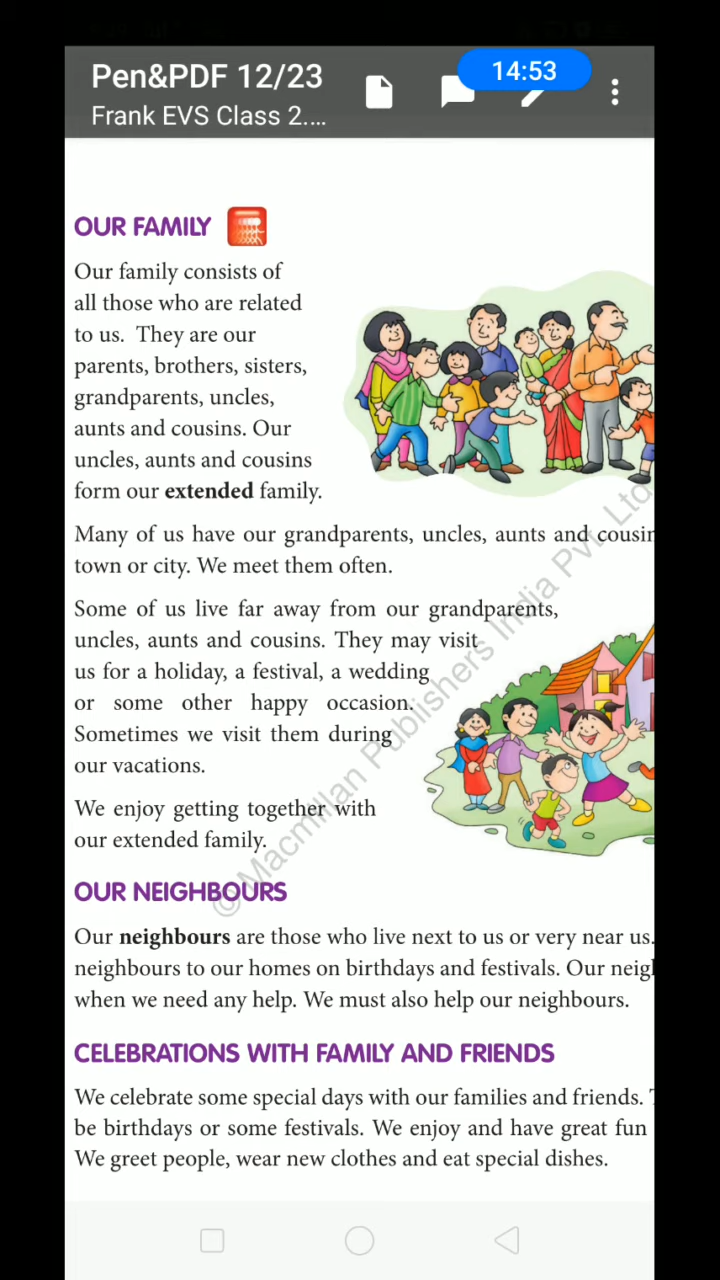 Pen&PDF 12/23
14:53
Frank EVS Class 2....
OUR FAMILY
Our family consists of
all those who are related
to us. They are our
parents, brothers, sisters,
grandparents, uncles,
aunts and cousins. Our
uncles, aunts and cousins
form our extended family.
Many of us have our grandparents, uncles, aunts and cousin
town or city. We meet them often.
Some of us live far away from our grandparents,
uncles, aunts and cousins. They may visit
us for a holiday, a festival, a wedding
or some other happy occasion.
Sometimes we visit them during
our vacations.
We enjoy getting together with
our extended family.
© Macmillan Publishers India Pvt. Ltd
OUR NEIGHBOURS
Our neighbours are those who live next to us or very near us.
neighbours to our homes on birthdays and festivals. Our neig
when we need any help. We must also help our neighbours.
CELEBRATIONS WITH FAMILY AND FRIENDS
We celebrate some special days with our families and friends.
be birthdays or some festivals. We enjoy and have great fun
We greet people, wear new clothes and eat special dishes.